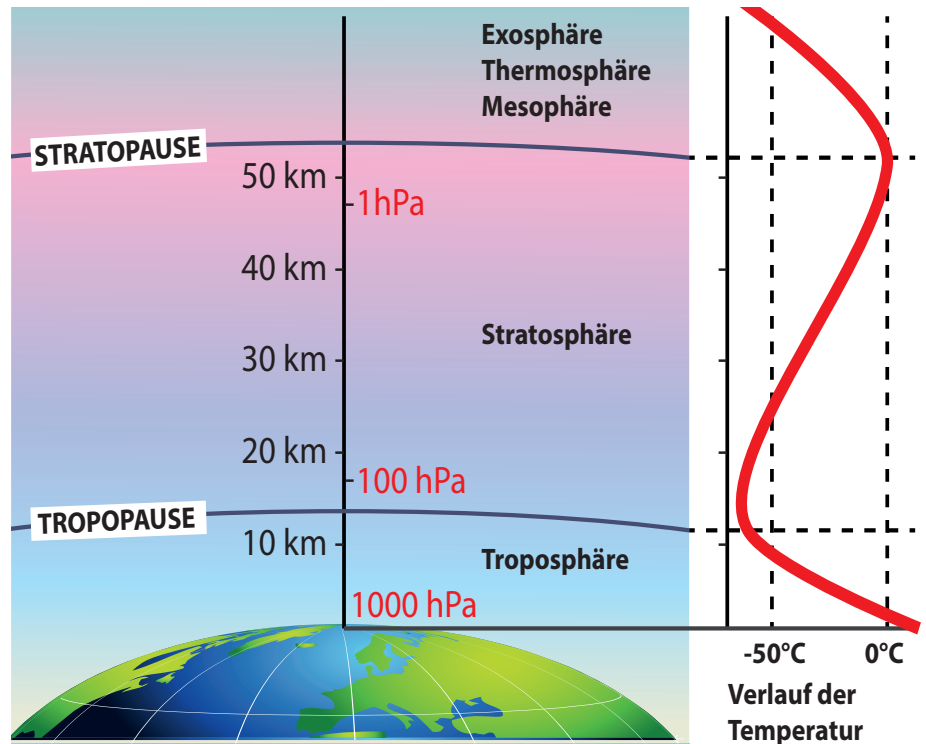 Exosphäre
Thermosphäre
Mesophäre
STRATOPAUSE
50 km
1hPa
40 km
Stratosphäre
30 km
20 km
100 hPa
TROPOPAUSE
10 km
Troposphäre
1000 hPa
-50°C
0°C
Verlauf der
Temperatur